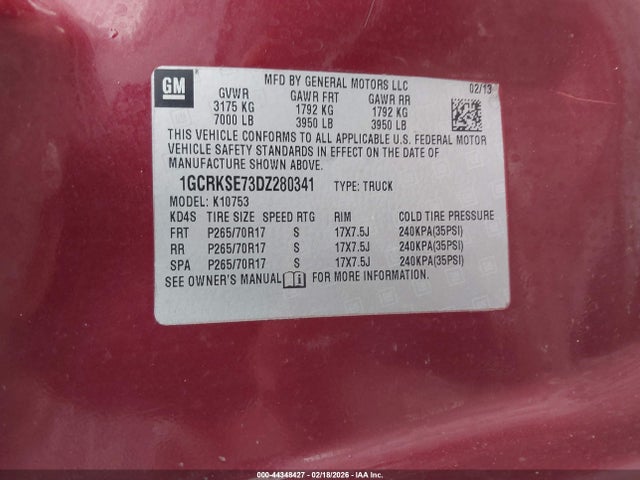 GM
MFD BY GENERAL MOTORS LLC 02/13
GVWR GAWR FRT GAWR RR
3175 KG 1792 KG 1792 KG
7000 LB 3950 LB 3950 LB
THIS VEHICLE CONFORMS TO ALL APPLICABLE U.S. FEDERAL MOTOR
VEHICLE SAFETY STANDARDS IN EFFECT ON THE DATE OF
MANUFACTURE SHOWN ABOVE.
1GCRKSE73DZ280341 TYPE: TRUCK
MODEL: K10753
KD4S TIRE SIZE SPEED RTG RIM COLD TIRE PRESSURE
FRT P265/70R17 S 17X7.5J 240KPA(35PSI)
RR P265/70R17 S 17X7.5J 240KPA(35PSI)
SPA P265/70R17 S 17X7.5J 240KPA(35PSI)
SEE OWNER'S MANUAL FOR MORE INFORMATION.
000-44348427 - 02/18/2026 - IAA Inc.